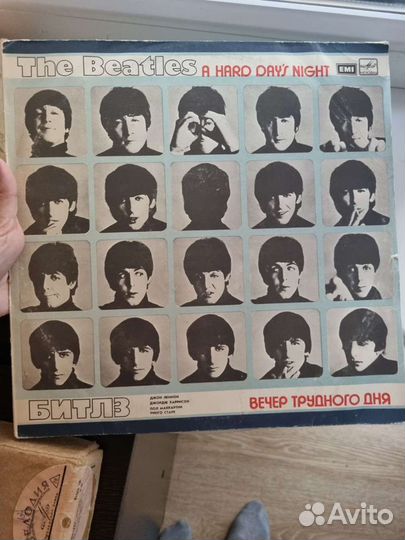 The Beatles A HARD DAY'S NIGHT EMI
БИТЛЗ
ДЖОН ЛЕННОН
ДЖОРДЖ ХАРРИСОН
ПОЛ МАККАРТНИ
РИНГО СТАРР
ВЕЧЕР ТРУДНОГО ДНЯ
Avito